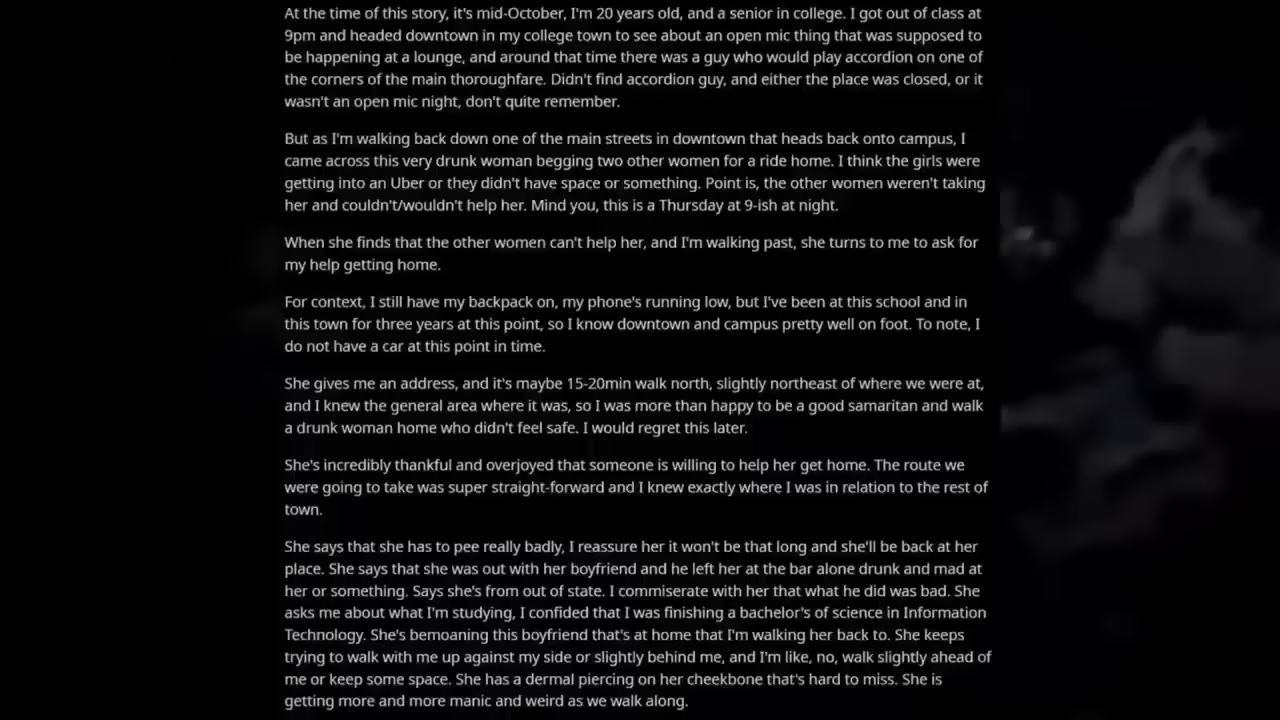 At the time of this story, it's mid-October, I'm 20 years old, and a senior in college. I got out of class at
9pm and headed downtown in my college town to see about an open mic thing that was supposed to
be happening at a lounge, and around that time there was a guy who would play accordion on one of
the corners of the main thoroughfare. Didn't find accordion guy, and either the place was closed, or it
wasn't an open mic night, don't quite remember.
But as I'm walking back down one of the main streets in downtown that heads back onto campus, I
came across this very drunk woman begging two other women for a ride home. I think the girls were
getting into an Uber or they didn't have space or something. Point is, the other women weren't taking
her and couldn't/wouldn't help her. Mind you, this is a Thursday at 9-ish at night.
When she finds that the other women can't help her, and I'm walking past, she turns to me to ask for
my help getting home.
For context, I still have my backpack on, my phone's running low, but I've been at this school and in
this town for three years at this point, so I know downtown and campus pretty well on foot. To note, I
do not have a car at this point in time.
She gives me an address, and it's maybe 15-20min walk north, slightly northeast of where we were at,
and I knew the general area where it was, so I was more than happy to be a good samaritan and walk
a drunk woman home who didn't feel safe. I would regret this later.
She's incredibly thankful and overjoyed that someone is willing to help her get home. The route we
were going to take was super straight-forward and I knew exactly where I was in relation to the rest of
town.
She says that she has to pee really badly, I reassure her it won't be that long and she'll be back at her
place. She says that she was out with her boyfriend and he left her at the bar alone drunk and mad at
her or something. Says she's from out of state. I commiserate with her that what he did was bad. She
asks me about what I'm studying, I confided that I was finishing a bachelor's of science in Information
Technology. She's bemoaning this boyfriend that's at home that I'm walking her back to. She keeps
trying to walk with me up against my side or slightly behind me, and I'm like, no, walk slightly ahead of
me or keep some space. She has a dermal piercing on her cheekbone that's hard to miss. She is
getting more and more manic and weird as we walk along.